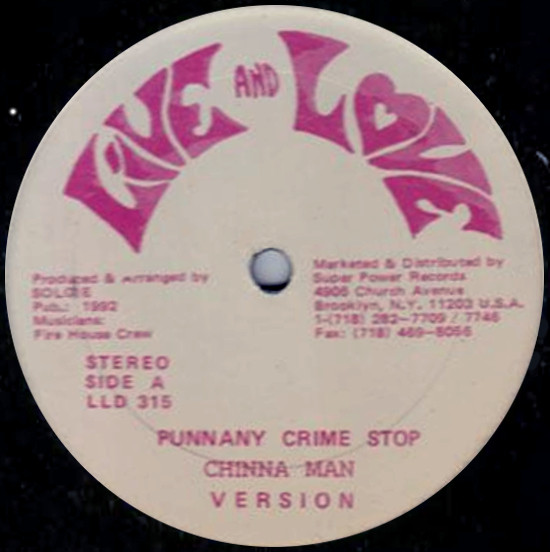 LIVE AND LOVE
Produced & Arranged by
SOLGIE
Pub.: 1992
Musicians:
Fire House Crew
Marketed & Distributed by
Super Power Records
4906 Church Avenue
Brooklyn, N.Y. 11203 U.S.A.
1-(718) 282-7709 / 7746
Fax: (718) 469-8056
STEREO
SIDE A
LLD 315
PUNNANY CRIME STOP
CHINNA MAN
VERSION